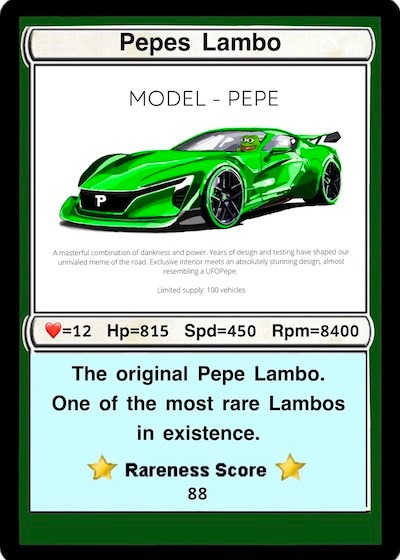 Pepes Lambo
MODEL - PEPE
P
A masterful combination of dankness and power. Years of design and testing have shaped our
unrivaled meme of the road. Exclusive interior meets an absolutely stunning design, almost
resembling a UFOPepe.
Limited supply: 100 vehicles
❤️=12 Hp=815 Spd=450 Rpm=8400
The original Pepe Lambo.
One of the most rare Lambos
in existence.
⭐ Rareness Score ⭐
88